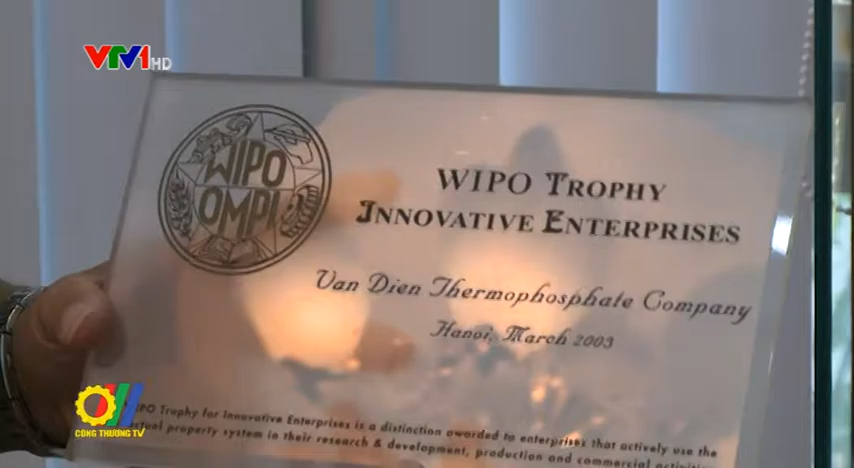 VTV1 HD
WIPO
OMPI
WIPO TROPHY
INNOVATIVE ENTERPRISES
Van Dien Thermophosphate Company
Hanoi, March 2003
WIPO Trophy for Innovative Enterprises is a distinction awarded to enterprises that actively use the
property system in their research & development, production and commercial
CÔNG THƯƠNG TV